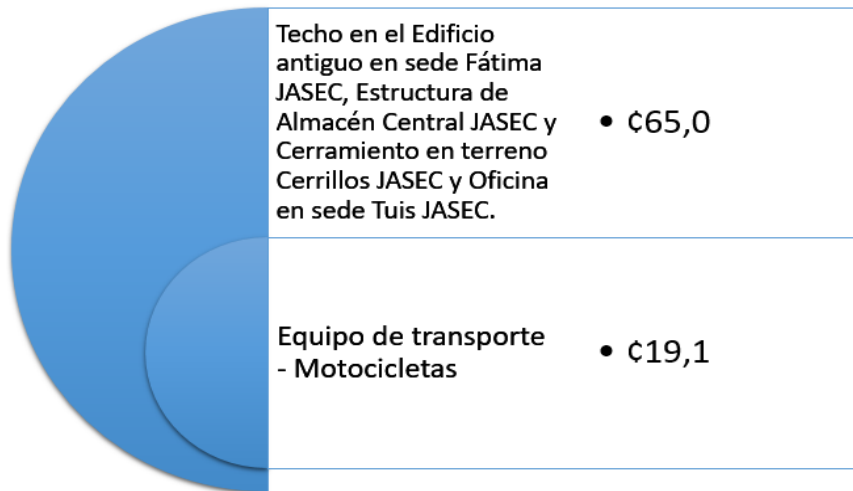 Techo en el Edificio
antiguo en sede Fátima
JASEC, Estructura de
Almacén Central JASEC y
Cerramiento en terreno
Cerrillos JASEC y Oficina
en sede Tuis JASEC.
• ₵65,0
Equipo de transporte
- Motocicletas
• ₵19,1